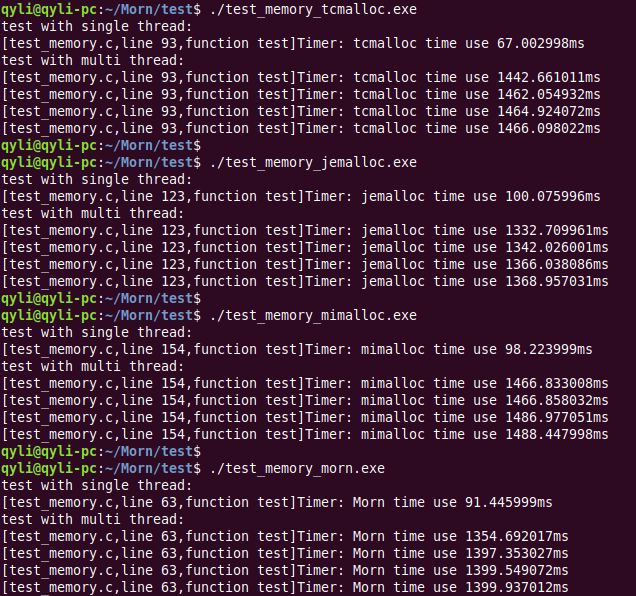 qyli@qyli-pc:~/Morn/test$ ./test_memory_tcmalloc.exe
test with single thread:
[test_memory.c,line 93,function test]Timer: tcmalloc time use 67.002998ms
test with multi thread:
[test_memory.c,line 93,function test]Timer: tcmalloc time use 1442.661011ms
[test_memory.c,line 93,function test]Timer: tcmalloc time use 1462.054932ms
[test_memory.c,line 93,function test]Timer: tcmalloc time use 1464.924072ms
[test_memory.c,line 93,function test]Timer: tcmalloc time use 1466.098022ms
qyli@qyli-pc:~/Morn/test$
qyli@qyli-pc:~/Morn/test$ ./test_memory_jemalloc.exe
test with single thread:
[test_memory.c,line 123,function test]Timer: jemalloc time use 100.075996ms
test with multi thread:
[test_memory.c,line 123,function test]Timer: jemalloc time use 1332.709961ms
[test_memory.c,line 123,function test]Timer: jemalloc time use 1342.026001ms
[test_memory.c,line 123,function test]Timer: jemalloc time use 1366.038086ms
[test_memory.c,line 123,function test]Timer: jemalloc time use 1368.957031ms
qyli@qyli-pc:~/Morn/test$
qyli@qyli-pc:~/Morn/test$ ./test_memory_mimalloc.exe
test with single thread:
[test_memory.c,line 154,function test]Timer: mimalloc time use 98.223999ms
test with multi thread:
[test_memory.c,line 154,function test]Timer: mimalloc time use 1466.833008ms
[test_memory.c,line 154,function test]Timer: mimalloc time use 1466.858032ms
[test_memory.c,line 154,function test]Timer: mimalloc time use 1486.977051ms
[test_memory.c,line 154,function test]Timer: mimalloc time use 1488.447998ms
qyli@qyli-pc:~/Morn/test$
qyli@qyli-pc:~/Morn/test$ ./test_memory_morn.exe
test with single thread:
[test_memory.c,line 63,function test]Timer: Morn time use 91.445999ms
test with multi thread:
[test_memory.c,line 63,function test]Timer: Morn time use 1354.692017ms
[test_memory.c,line 63,function test]Timer: Morn time use 1397.353027ms
[test_memory.c,line 63,function test]Timer: Morn time use 1399.549072ms
[test_memory.c,line 63,function test]Timer: Morn time use 1399.937012ms